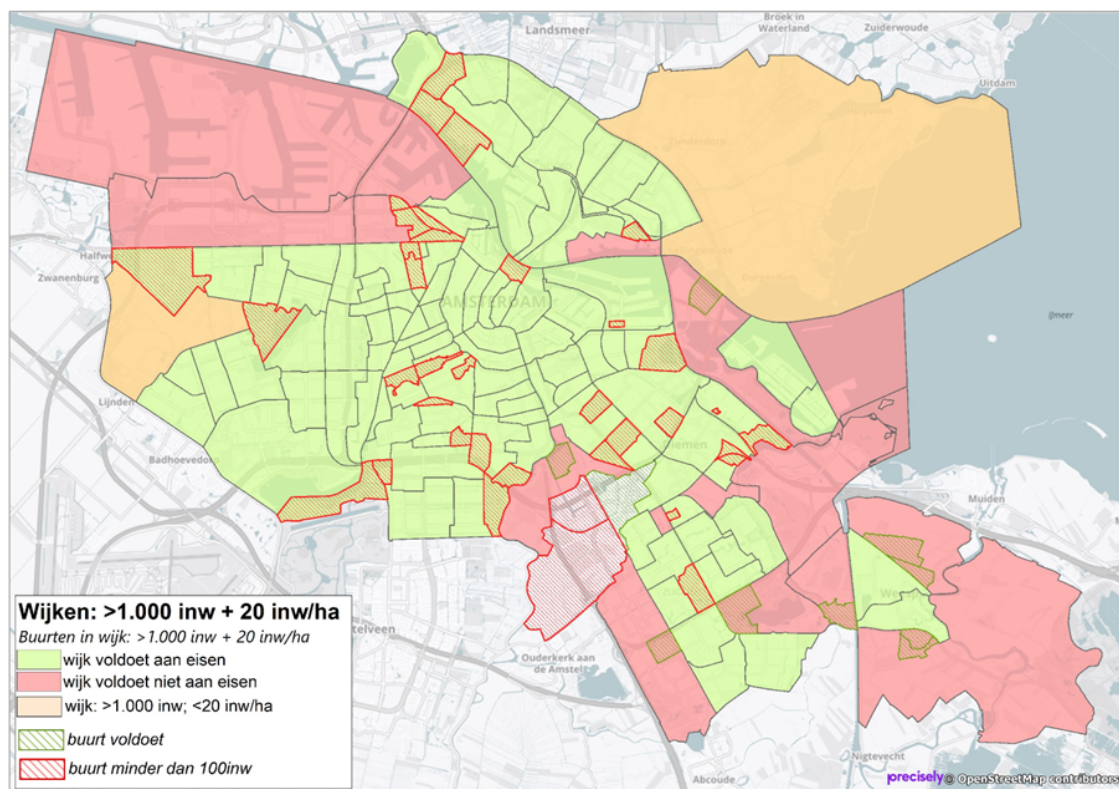 Landsmeer
Broek in
Waterland
Zuiderwoude
Uitdam
Zunderdorp
Halfwe
Zwanenburg
AMSTERDAM
IJmeer
Lijnden
Badhoevedorp
Diemen
Muiden
Weesp
Wijken: >1.000 inw + 20 inw/ha
Buurten in wijk: >1.000 inw + 20 inw/ha
wijk voldoet aan eisen
wijk voldoet niet aan eisen
wijk: >1.000 inw; <20 inw/ha
buurt voldoet
buurt minder dan 100inw
stelveen
Ouderkerk aan
de Amstel
Abcoude
Nigtevecht
precisely © OpenStreetMap contributors